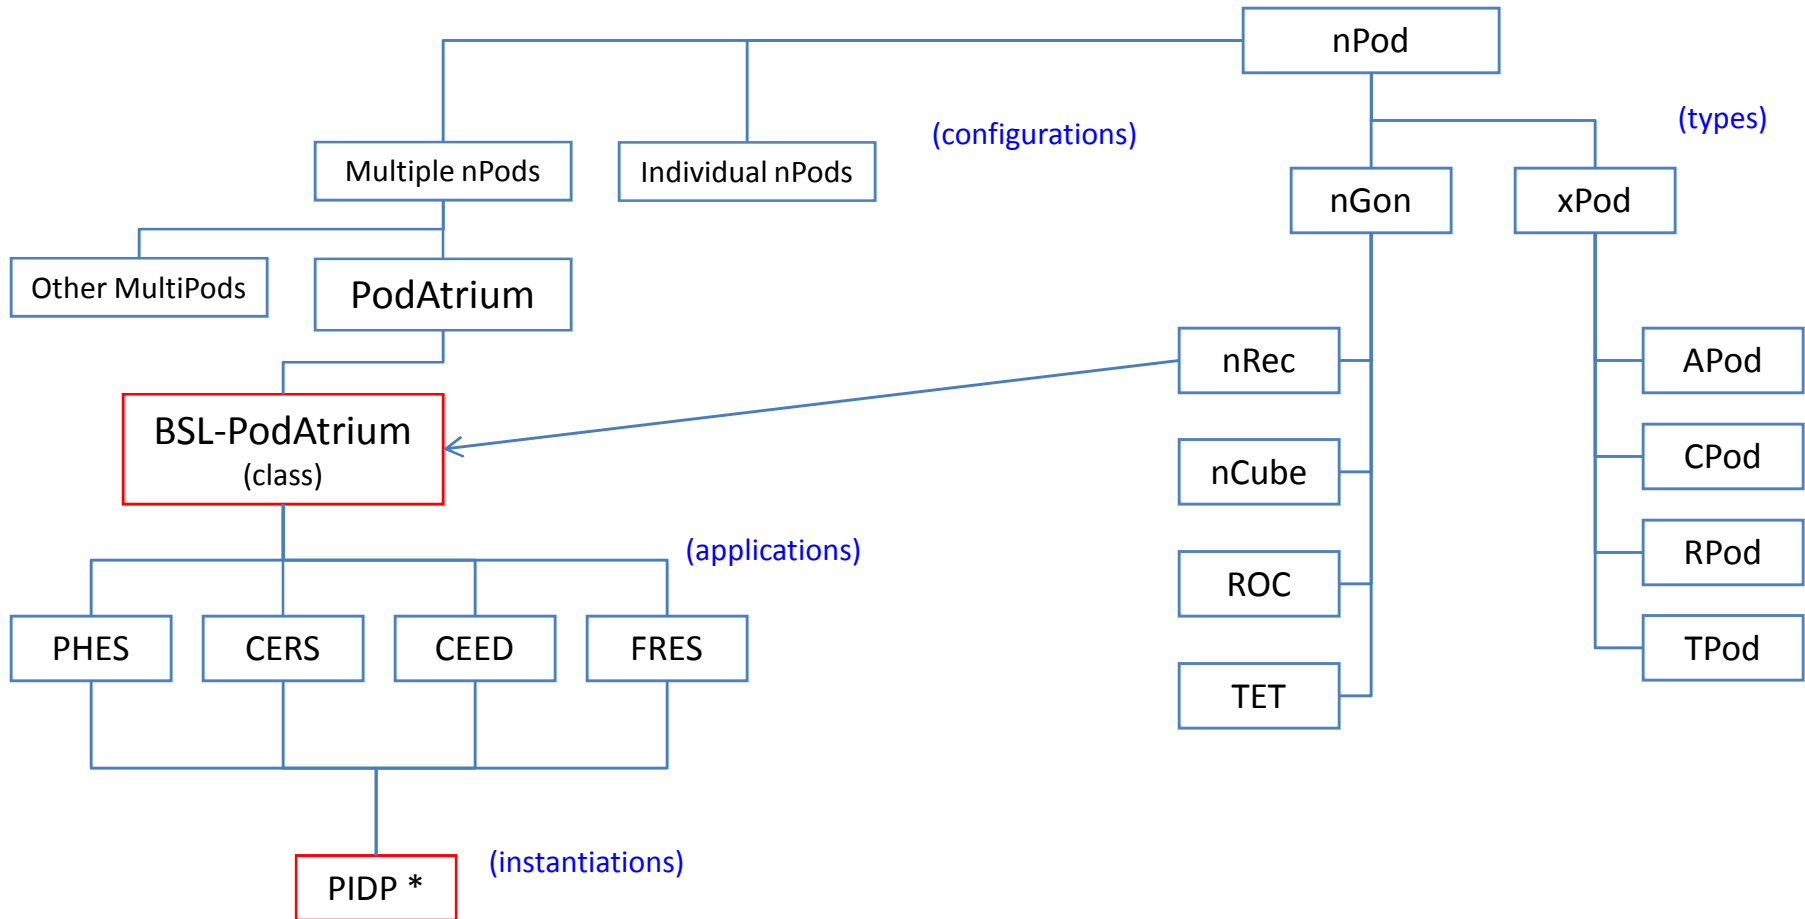 nPod
(types)
(configurations)
Multiple nPods
Individual nPods
nGon
xPod
Other MultiPods
PodAtrium
nRec
APod
BSL-PodAtrium
(class)
nCube
CPod
(applications)
ROC
RPod
PHES
CERS
CEED
FRES
TET
TPod
(instantiations)
PIDP *